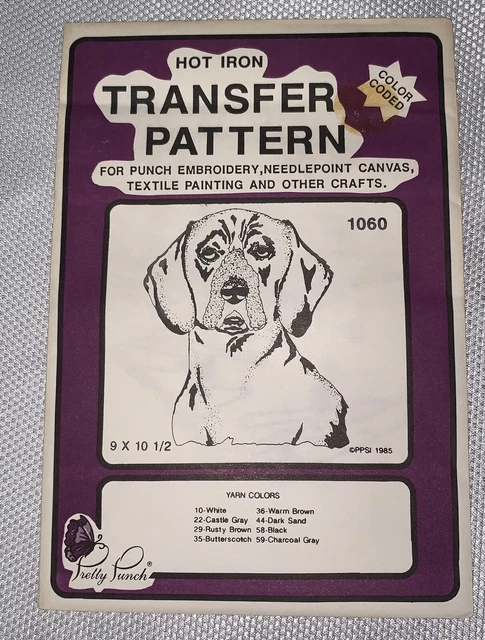 HOT IRON
TRANSFER
PATTERN
COLOR
CODED
FOR PUNCH EMBROIDERY,NEEDLEPOINT CANVAS,
TEXTILE PAINTING AND OTHER CRAFTS.
1060
9 X 10 1/2
©PPSI 1985
YARN COLORS
10-White 36-Warm Brown
22-Castle Gray 44-Dark Sand
29-Rusty Brown 58-Black
35-Butterscotch 59-Charcoal Gray
Pretty Punch®